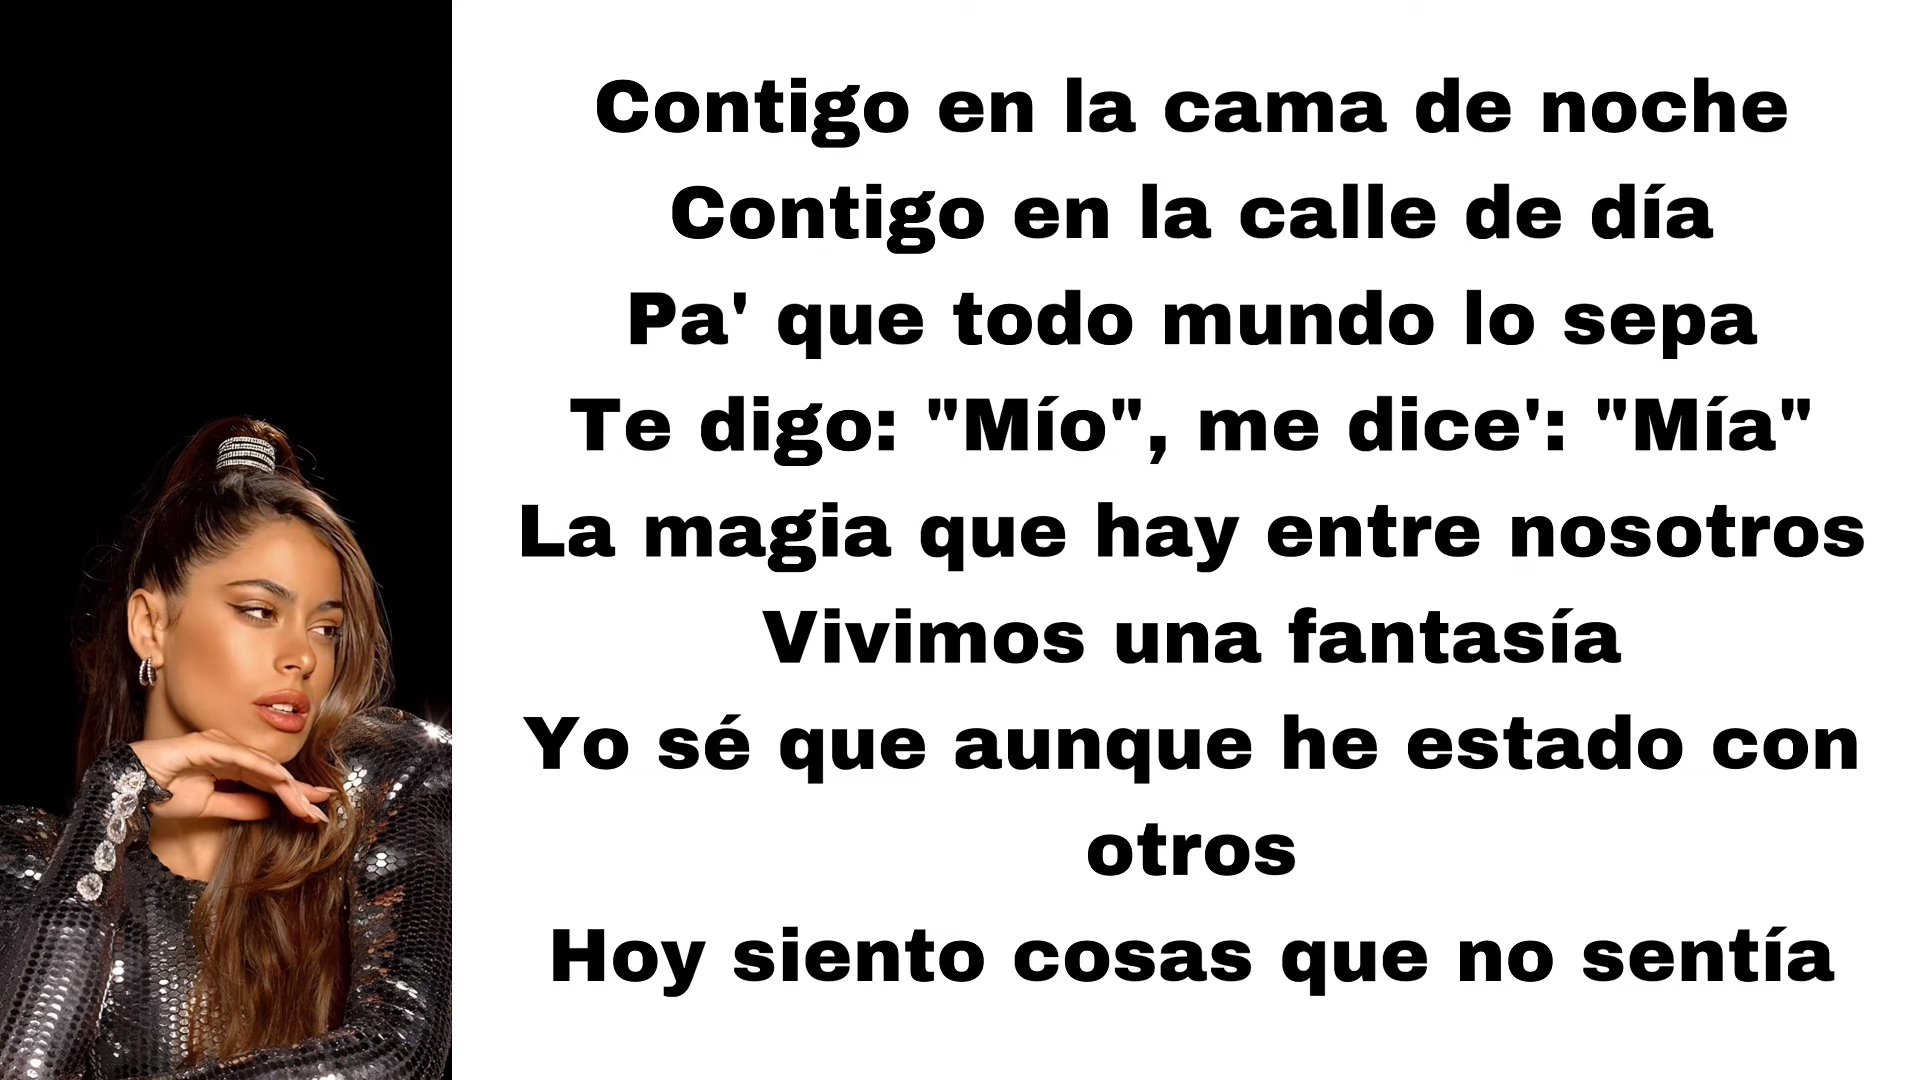 Contigo en la cama de noche
Contigo en la calle de día
Pa' que todo mundo lo sepa
Te digo: "Mío", me dice': "Mía"
La magia que hay entre nosotros
Vivimos una fantasía
Yo sé que aunque he estado con
otros
Hoy siento cosas que no sentía